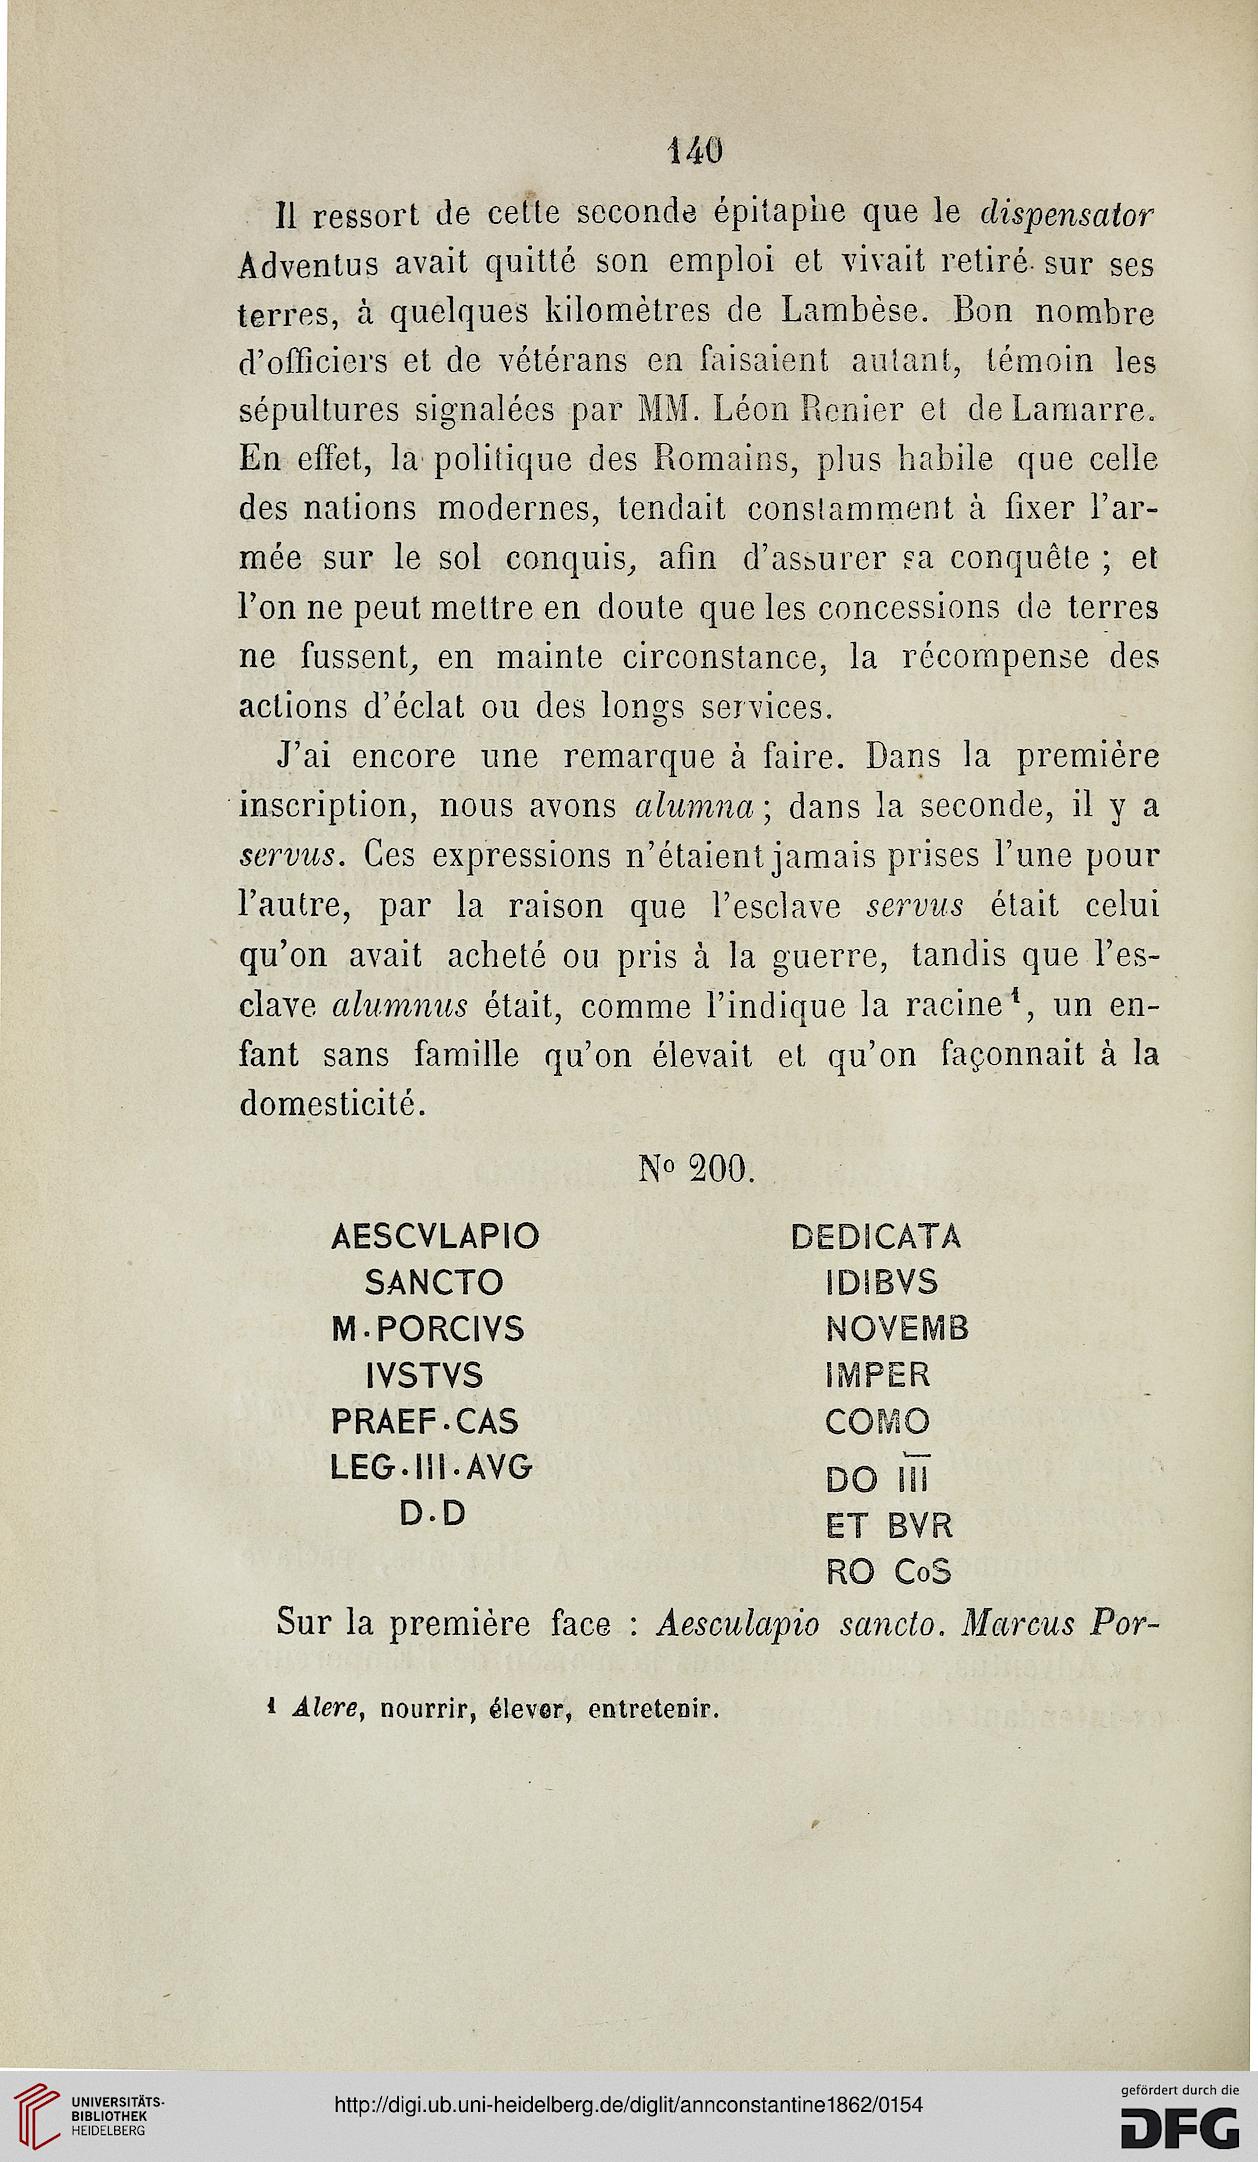 140
Il ressort de cette seconde épitaphe que le dispensator
Adventus avait quitté son emploi et vivait retiré sur ses
terres, à quelques kilomètres de Lambèse. Bon nombre
d'officiers et de vétérans en faisaient autant, témoin les
sépultures signalées par MM. Léon Renier et de Lamarre.
En effet, la politique des Romains, plus habile que celle
des nations modernes, tendait constamment à fixer l'ar-
mée sur le sol conquis, afin d'assurer sa conquête ; et
l'on ne peut mettre en doute que les concessions de terres
ne fussent, en mainte circonstance, la récompense des
actions d'éclat ou des longs services.
J'ai encore une remarque à faire. Dans la première
inscription, nous avons alumna ; dans la seconde, il y a
servus. Ces expressions n'étaient jamais prises l'une pour
l'autre, par la raison que l'esclave servus était celui
qu'on avait acheté ou pris à la guerre, tandis que l'es-
clave alumnus était, comme l'indique la racine¹, un en-
fant sans famille qu'on élevait et qu'on façonnait à la
domesticité.
Nº 200.
AESCVLAPIO
SANCTO
M.PORCIVS
IVSTVS
PRAEF.CAS
LEG.III.AVG
D.D
DEDICATA
IDIBVS
NOVEMB
IMPER
COMO
DO III
ET BVR
RO CoS
Sur la première face : Aesculapio sancto. Marcus Por-
¹ Alere, nourrir, élever, entretenir.
UNIVERSITÄTS-
BIBLIOTHEK
HEIDELBERG
http://digi.ub.uni-heidelberg.de/diglit/annconstantine1862/0154
gefördert durch die
DFG